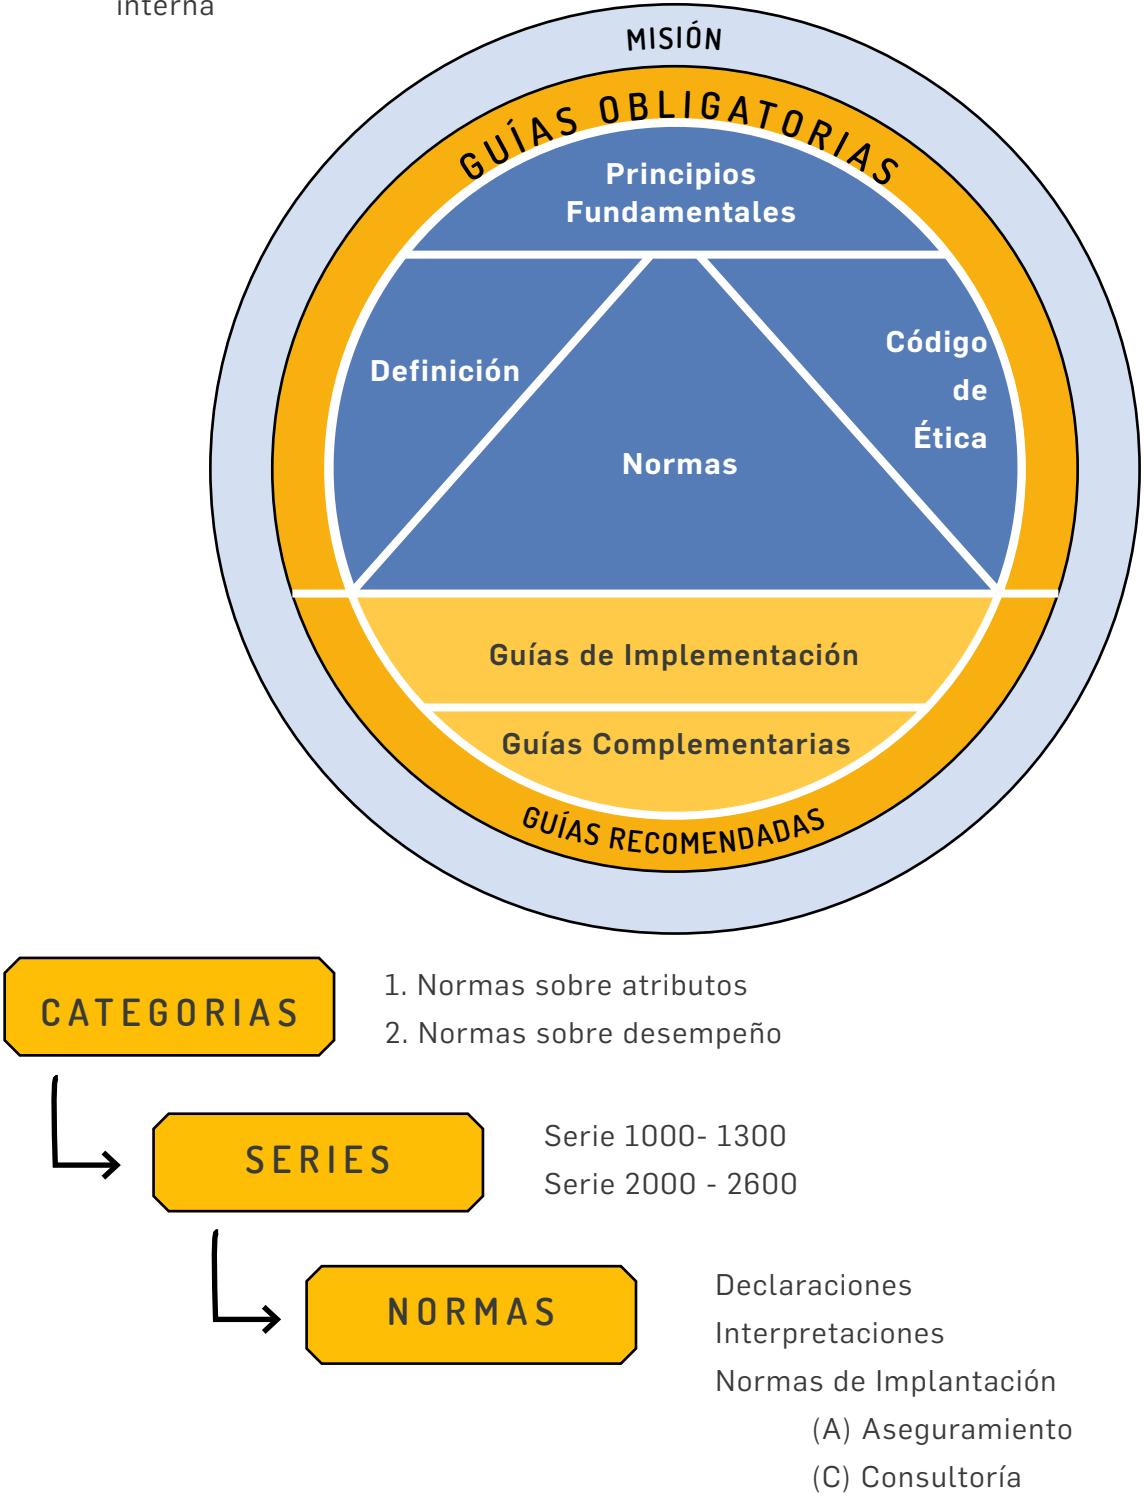 interna
MISIÓN
GUÍAS OBLIGATORIAS
Principios
Fundamentales
Definición
Código
de
Ética
Normas
Guías de Implementación
Guías Complementarias
GUÍAS RECOMENDADAS
CATEGORIAS
1. Normas sobre atributos
2. Normas sobre desempeño
SERIES
Serie 1000- 1300
Serie 2000 - 2600
NORMAS
Declaraciones
Interpretaciones
Normas de Implantación
(A) Aseguramiento
(C) Consultoría